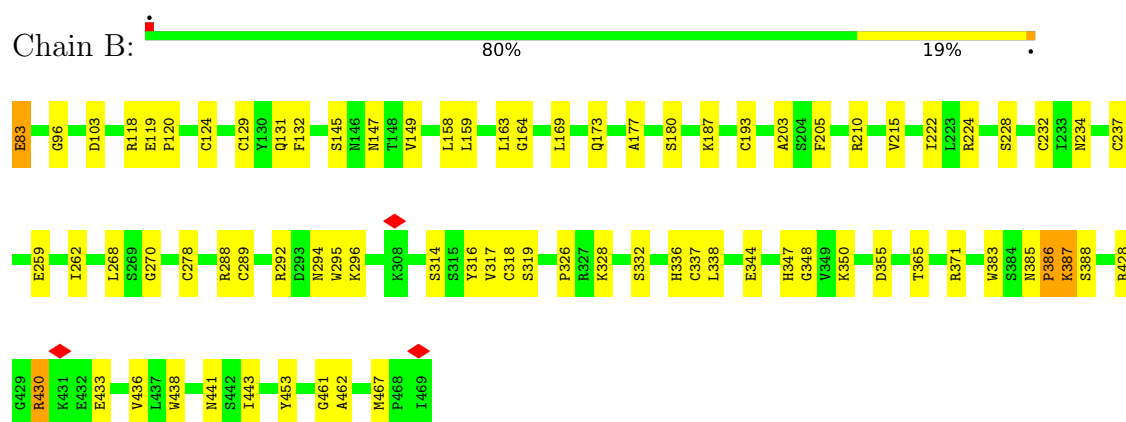 Chain B:
80% 19%
E83 G96 D103 R118 E119 P120 C124 C129 Y130 Q131 F132 S145 N146 N147 T148 V149 L158 L159 L163 G164 L169 Q173 A177 S180 K187 C193 A203 S204 F205 R210 V215 I222 L223 R224 S228 C232 I233 N234 C237
E259 I262 L268 S269 G270 C278 R288 C289 R292 D293 N294 W295 K296 K308 S314 S315 Y316 V317 C318 S319 P326 R327 K328 S332 H336 C337 L338 E344 H347 G348 V349 K350 D355 T365 R371 W383 S384 N385 P386 K387 S388 R428
G429 R430 K431 E432 E433 V436 L437 W438 N441 S442 I443 Y453 G461 A462 M467 P468 I469